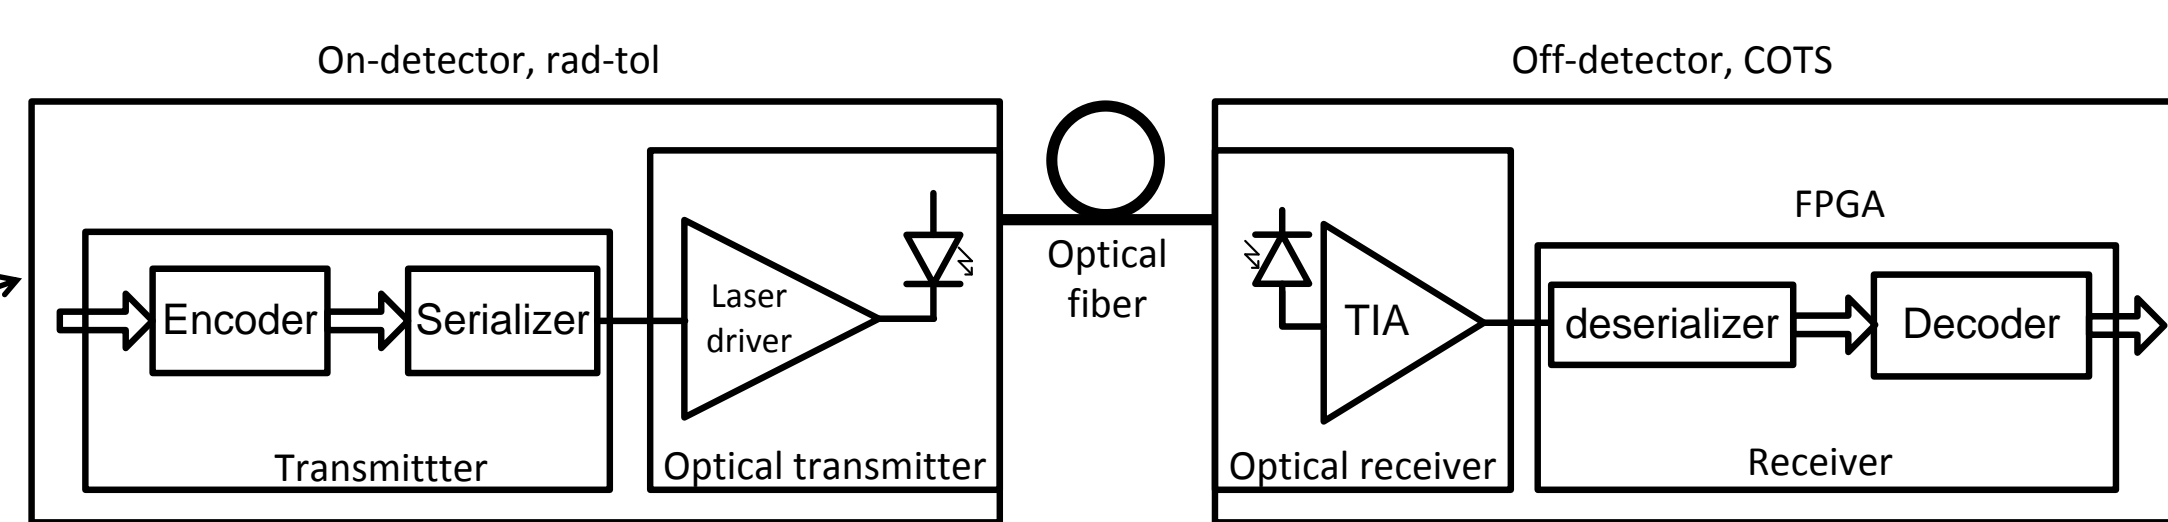 On-detector, rad-tol
Off-detector, COTS
FPGA
Optical
fiber
Encoder
Serializer
Laser
driver
TIA
deserializer
Decoder
Transmittter
Optical transmitter
Optical receiver
Receiver